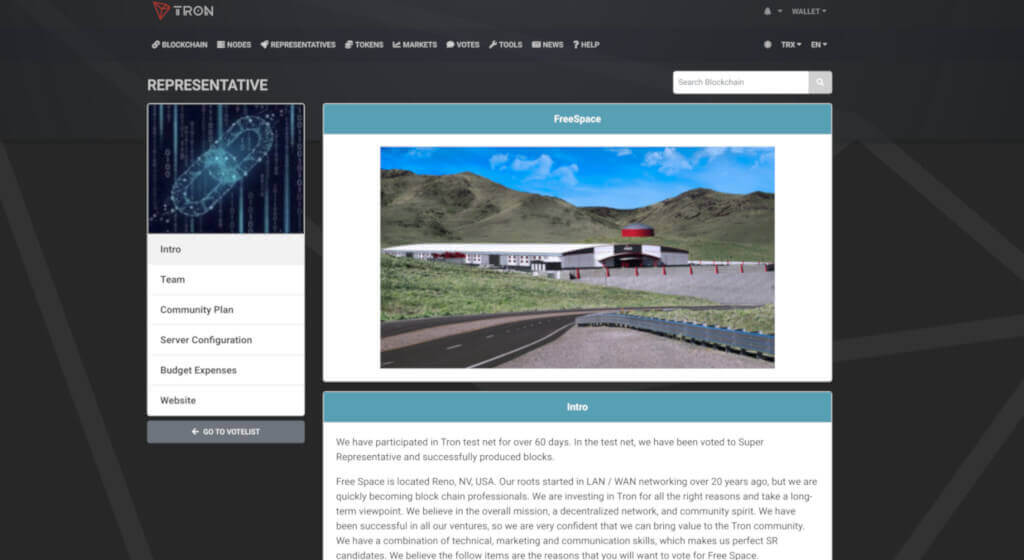 TRON
WALLET
BLOCKCHAIN NODES REPRESENTATIVES TOKENS MARKETS VOTES TOOLS NEWS ? HELP TRX EN
REPRESENTATIVE
Search Blockchain
FreeSpace
Intro
Team
Community Plan
Server Configuration
Budget Expenses
Website
← GO TO VOTELIST
Intro
We have participated in Tron test net for over 60 days. In the test net, we have been voted to Super
Representative and successfully produced blocks.
Free Space is located Reno, NV, USA. Our roots started in LAN / WAN networking over 20 years ago, but we are
quickly becoming block chain professionals. We are investing in Tron for all the right reasons and take a long-
term viewpoint. We believe in the overall mission, a decentralized network, and community spirit. We have
been successful in all our ventures, so we are very confident that we can bring value to the Tron community.
We have a combination of technical, marketing and communication skills, which makes us perfect SR
candidates. We believe the follow items are the reasons that you will want to vote for Free Space.